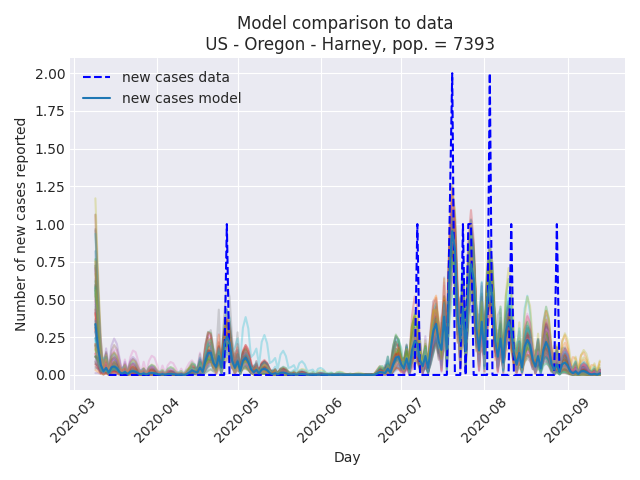 Model comparison to data
US - Oregon - Harney, pop. = 7393
new cases data
new cases model
Number of new cases reported
2.00
1.75
1.50
1.25
1.00
0.75
0.50
0.25
0.00
2020-03
2020-04
2020-05
2020-06
2020-07
2020-08
2020-09
Day